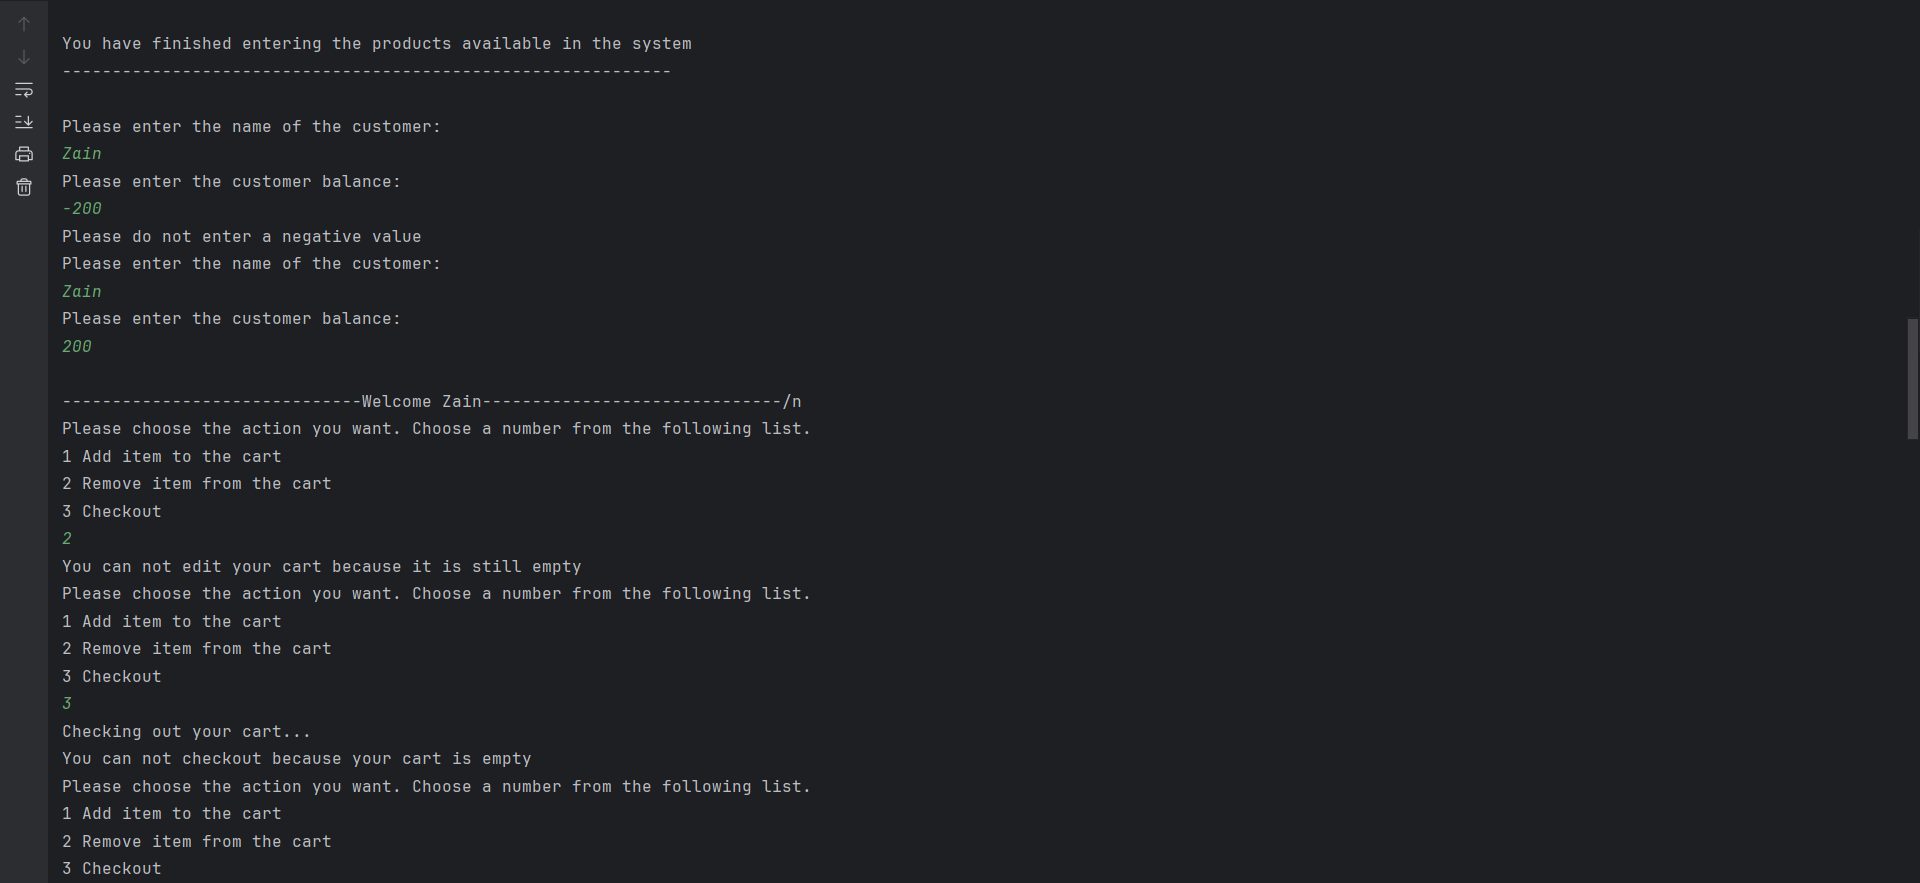 You have finished entering the products available in the system
-------------------------------------------------------------
Please enter the name of the customer:
Zain
Please enter the customer balance:
-200
Please do not enter a negative value
Please enter the name of the customer:
Zain
Please enter the customer balance:
200
------------------------------Welcome Zain------------------------------/n
Please choose the action you want. Choose a number from the following list.
1 Add item to the cart
2 Remove item from the cart
3 Checkout
2
You can not edit your cart because it is still empty
Please choose the action you want. Choose a number from the following list.
1 Add item to the cart
2 Remove item from the cart
3 Checkout
3
Checking out your cart...
You can not checkout because your cart is empty
Please choose the action you want. Choose a number from the following list.
1 Add item to the cart
2 Remove item from the cart
3 Checkout